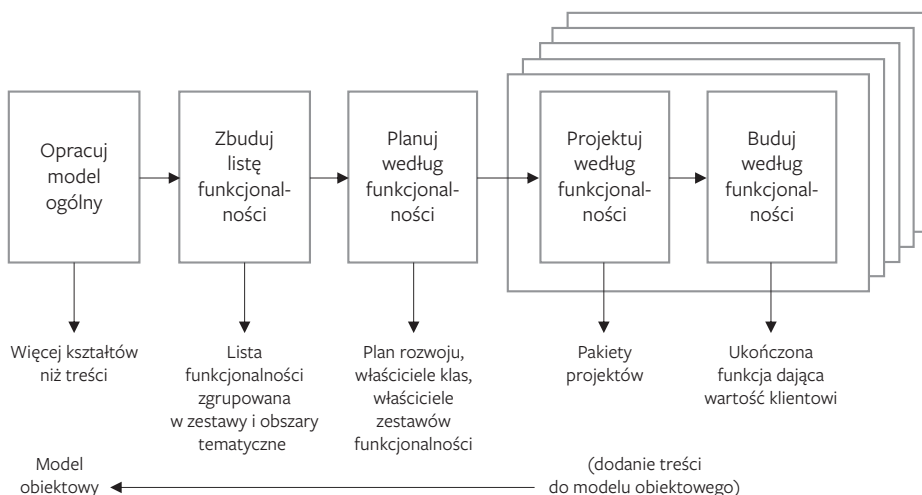 Opracuj
model
ogólny
Zbuduj
listę
funkcjonal-
ności
Planuj
według
funkcjonal-
ności
Projektuj
według
funkcjonal-
ności
Buduj
według
funkcjonal-
ności
Więcej kształtów
niż treści
Lista
funkcjonalności
zgrupowana
w zestawy i obszary
tematyczne
Plan rozwoju,
właściciele klas,
właściciele
zestawów
funkcjonalności
Pakiety
projektów
Ukończona
funkcja dająca
wartość klientowi
Model
obiektowy
(dodanie treści
do modelu obiektowego)